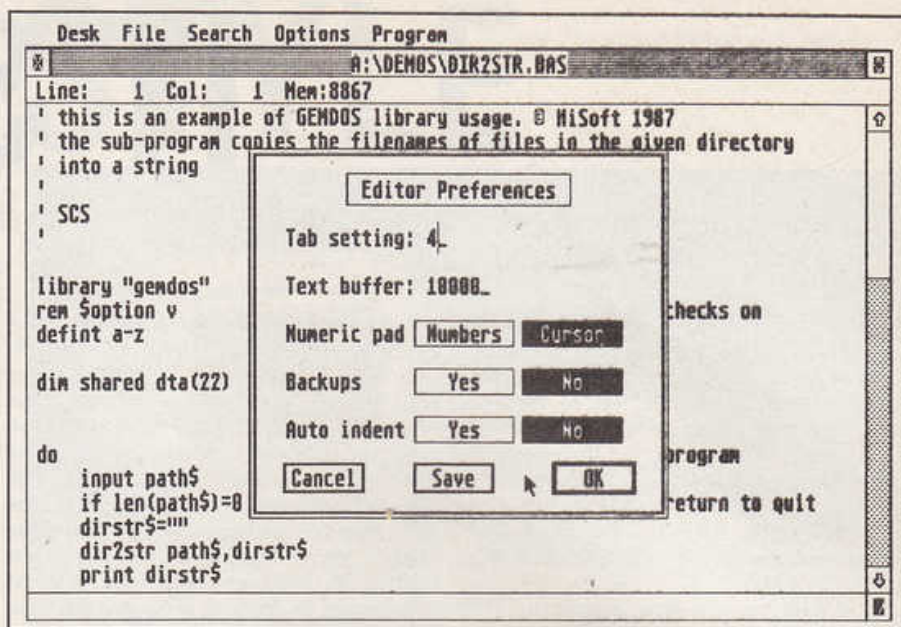 Desk File Search Options Program
A:\DEMOS\DIR2STR.BAS
Line: 1 Col: 1 Mem:8867
' this is an example of GEMDOS library usage. © HiSoft 1987
' the sub-program copies the filenames of files in the given directory
' into a string
'
' SCS
'
library "gemdos"
rem $option v
checks on
defint a-z
dim shared dta(22)
do
program
input path$
if len(path$)=0
return to quit
dirstr$=""
dir2str path$,dirstr$
print dirstr$
Editor Preferences
Tab setting: 4_
Text buffer: 10000_
Numeric pad Numbers Cursor
Backups Yes No
Auto indent Yes No
Cancel Save OK